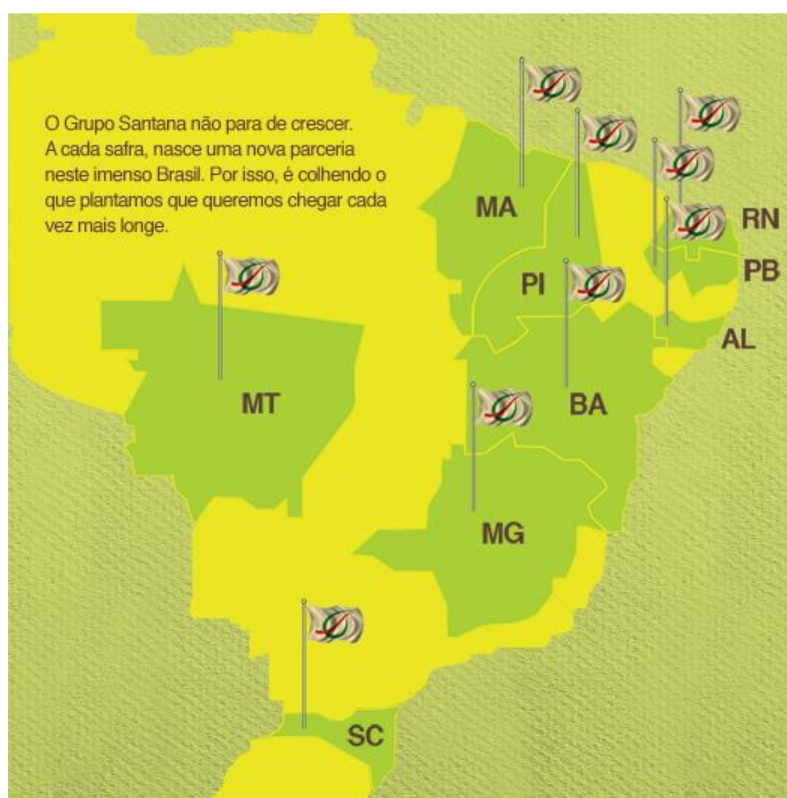 O Grupo Santana não para de crescer.
A cada safra, nasce uma nova parceria
neste imenso Brasil. Por isso, é colhendo o
que plantamos que queremos chegar cada
vez mais longe.
MA
RN
PI
PB
AL
MT
BA
MG
SC